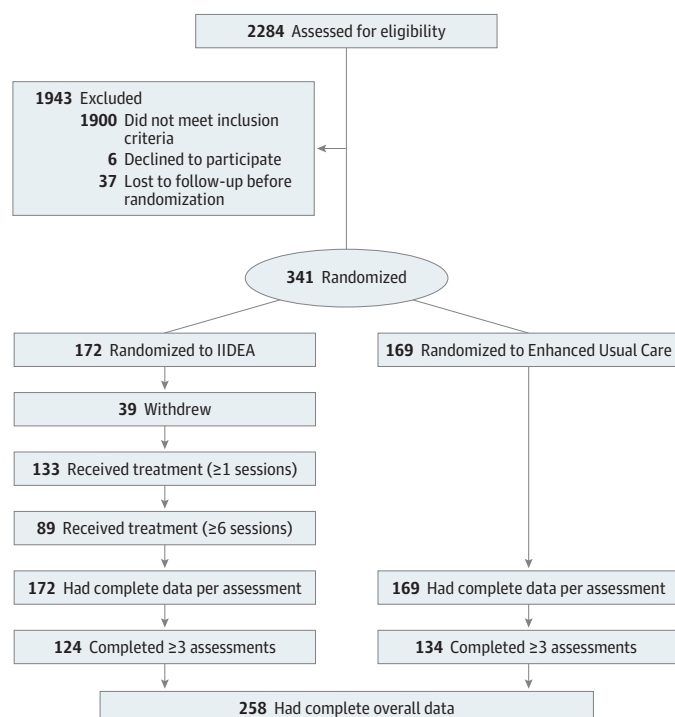 2284 Assessed for eligibility
1943 Excluded
1900 Did not meet inclusion
criteria
6 Declined to participate
37 Lost to follow-up before
randomization
341 Randomized
172 Randomized to IIDEA
169 Randomized to Enhanced Usual Care
39 Withdrew
133 Received treatment (≥1 sessions)
89 Received treatment (≥6 sessions)
172 Had complete data per assessment
169 Had complete data per assessment
124 Completed ≥3 assessments
134 Completed ≥3 assessments
258 Had complete overall data